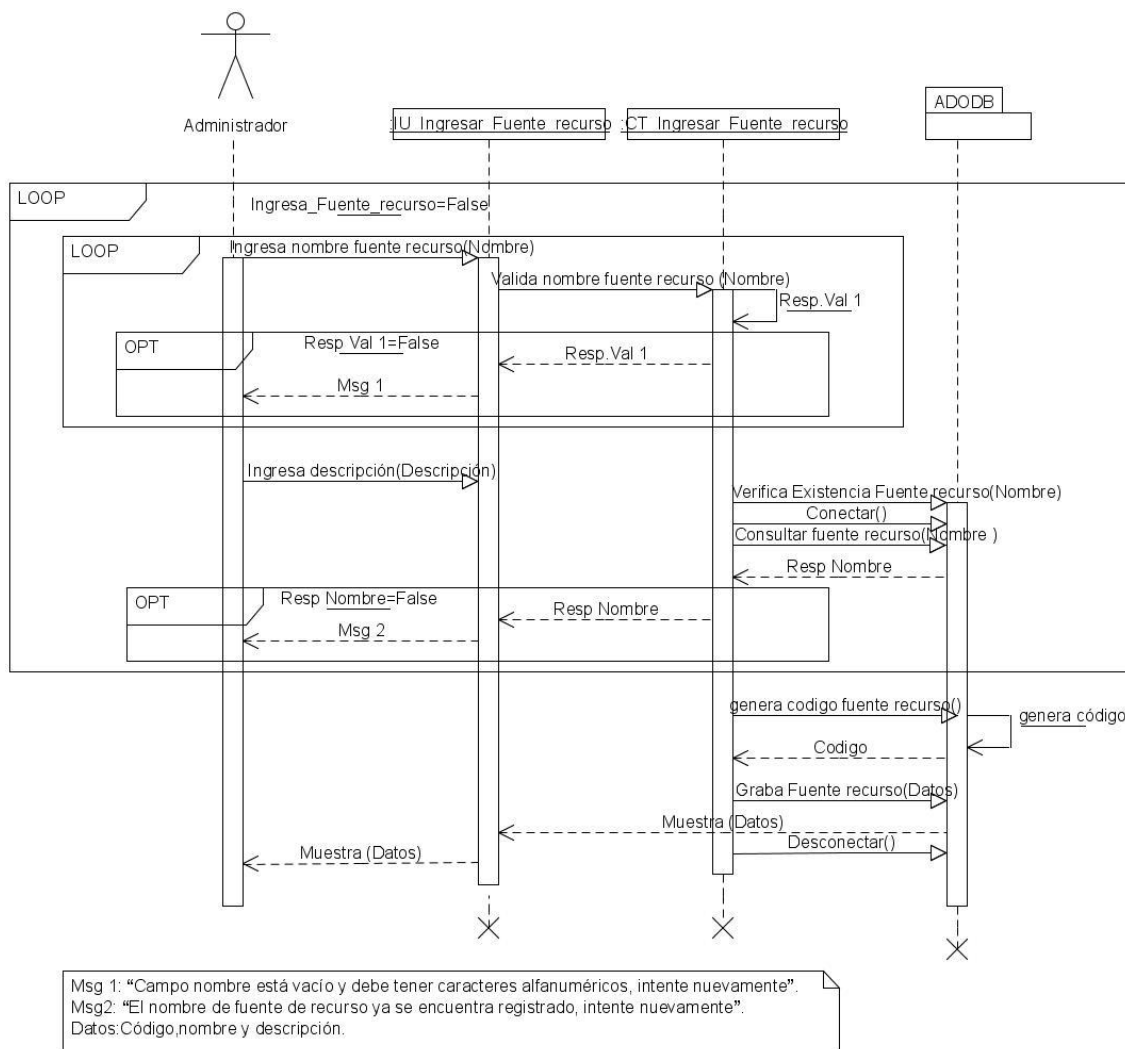 Administrador
:IU_Ingresar_Fuente_recurso
:CT_Ingresar_Fuente_recurso
ADODB
LOOP
Ingresa_Fuente_recurso=False
LOOP
Ingresa nombre fuente recurso(Nombre)
Valida nombre fuente recurso (Nombre)
Resp.Val 1
OPT
Resp Val 1=False
Resp.Val 1
Msg 1
Ingresa descripción(Descripción)
Verifica Existencia Fuente recurso(Nombre)
Conectar()
Consultar fuente recurso(Nombre )
Resp Nombre
OPT
Resp Nombre=False
Resp Nombre
Msg 2
genera codigo fuente recurso()
genera código
Codigo
Graba Fuente recurso(Datos)
Muestra (Datos)
Desconectar()
Muestra (Datos)
Msg 1: “Campo nombre está vacío y debe tener caracteres alfanuméricos, intente nuevamente”.
Msg2: “El nombre de fuente de recurso ya se encuentra registrado, intente nuevamente”.
Datos:Código,nombre y descripción.